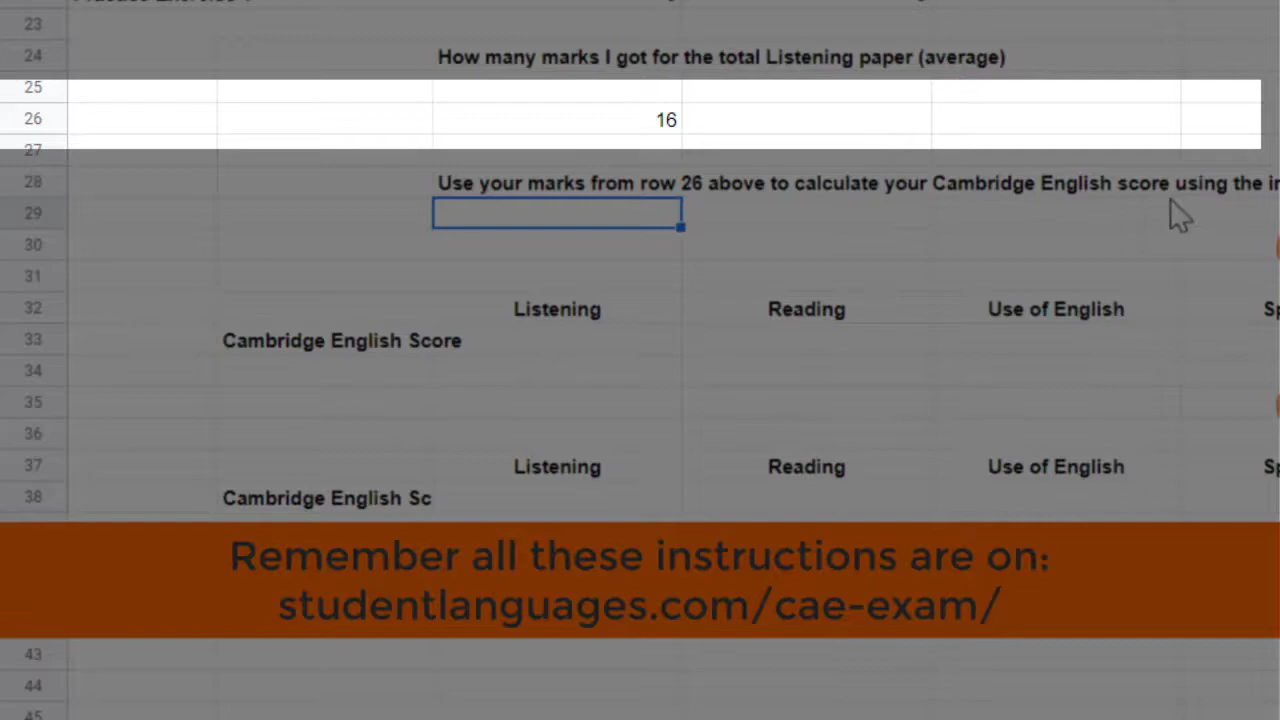 23
24 How many marks I got for the total Listening paper (average)
25
26 16
27
28 Use your marks from row 26 above to calculate your Cambridge English score using the
29
30
31
32 Listening Reading Use of English
33 Cambridge English Score
34
35
36
37 Listening Reading Use of English
38 Cambridge English Sc
Remember all these instructions are on:
studentlanguages.com/cae-exam/
43
44
45